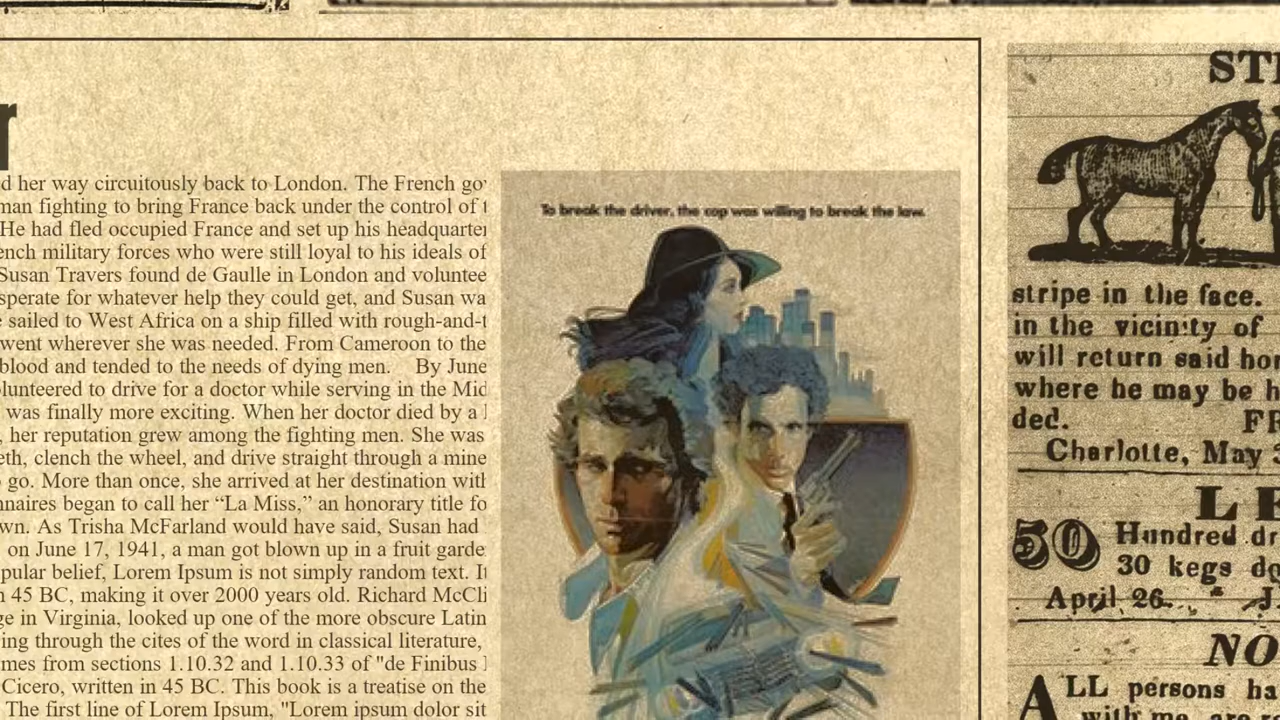 r
d her way circuitously back to London. The French go
man fighting to bring France back under the control of
He had fled occupied France and set up his headquarter
ench military forces who were still loyal to his ideals of
Susan Travers found de Gaulle in London and voluntee
sperate for whatever help they could get, and Susan wa
sailed to West Africa on a ship filled with rough-and-t
went wherever she was needed. From Cameroon to the
blood and tended to the needs of dying men. By June
olunteered to drive for a doctor while serving in the Mid
was finally more exciting. When her doctor died by a
, her reputation grew among the fighting men. She was
eth, clench the wheel, and drive straight through a mine
go. More than once, she arrived at her destination with
nnaires began to call her “La Miss,” an honorary title fo
wn. As Trisha McFarland would have said, Susan had
on June 17, 1941, a man got blown up in a fruit garde
pular belief, Lorem Ipsum is not simply random text. It
n 45 BC, making it over 2000 years old. Richard McCli
ge in Virginia, looked up one of the more obscure Latin
ing through the cites of the word in classical literature,
mes from sections 1.10.32 and 1.10.33 of "de Finibus
Cicero, written in 45 BC. This book is a treatise on the
The first line of Lorem Ipsum, "Lorem ipsum dolor sit
To break the driver, the cop was willing to break the law.
ST
stripe in the face.
in the vicinity of
will return said hor
where he may be h
ded. FR
Charlotte, May 3
L E
50 Hundred dr
30 kegs do
April 26. J.
NO
ALL persons ha
with me, are